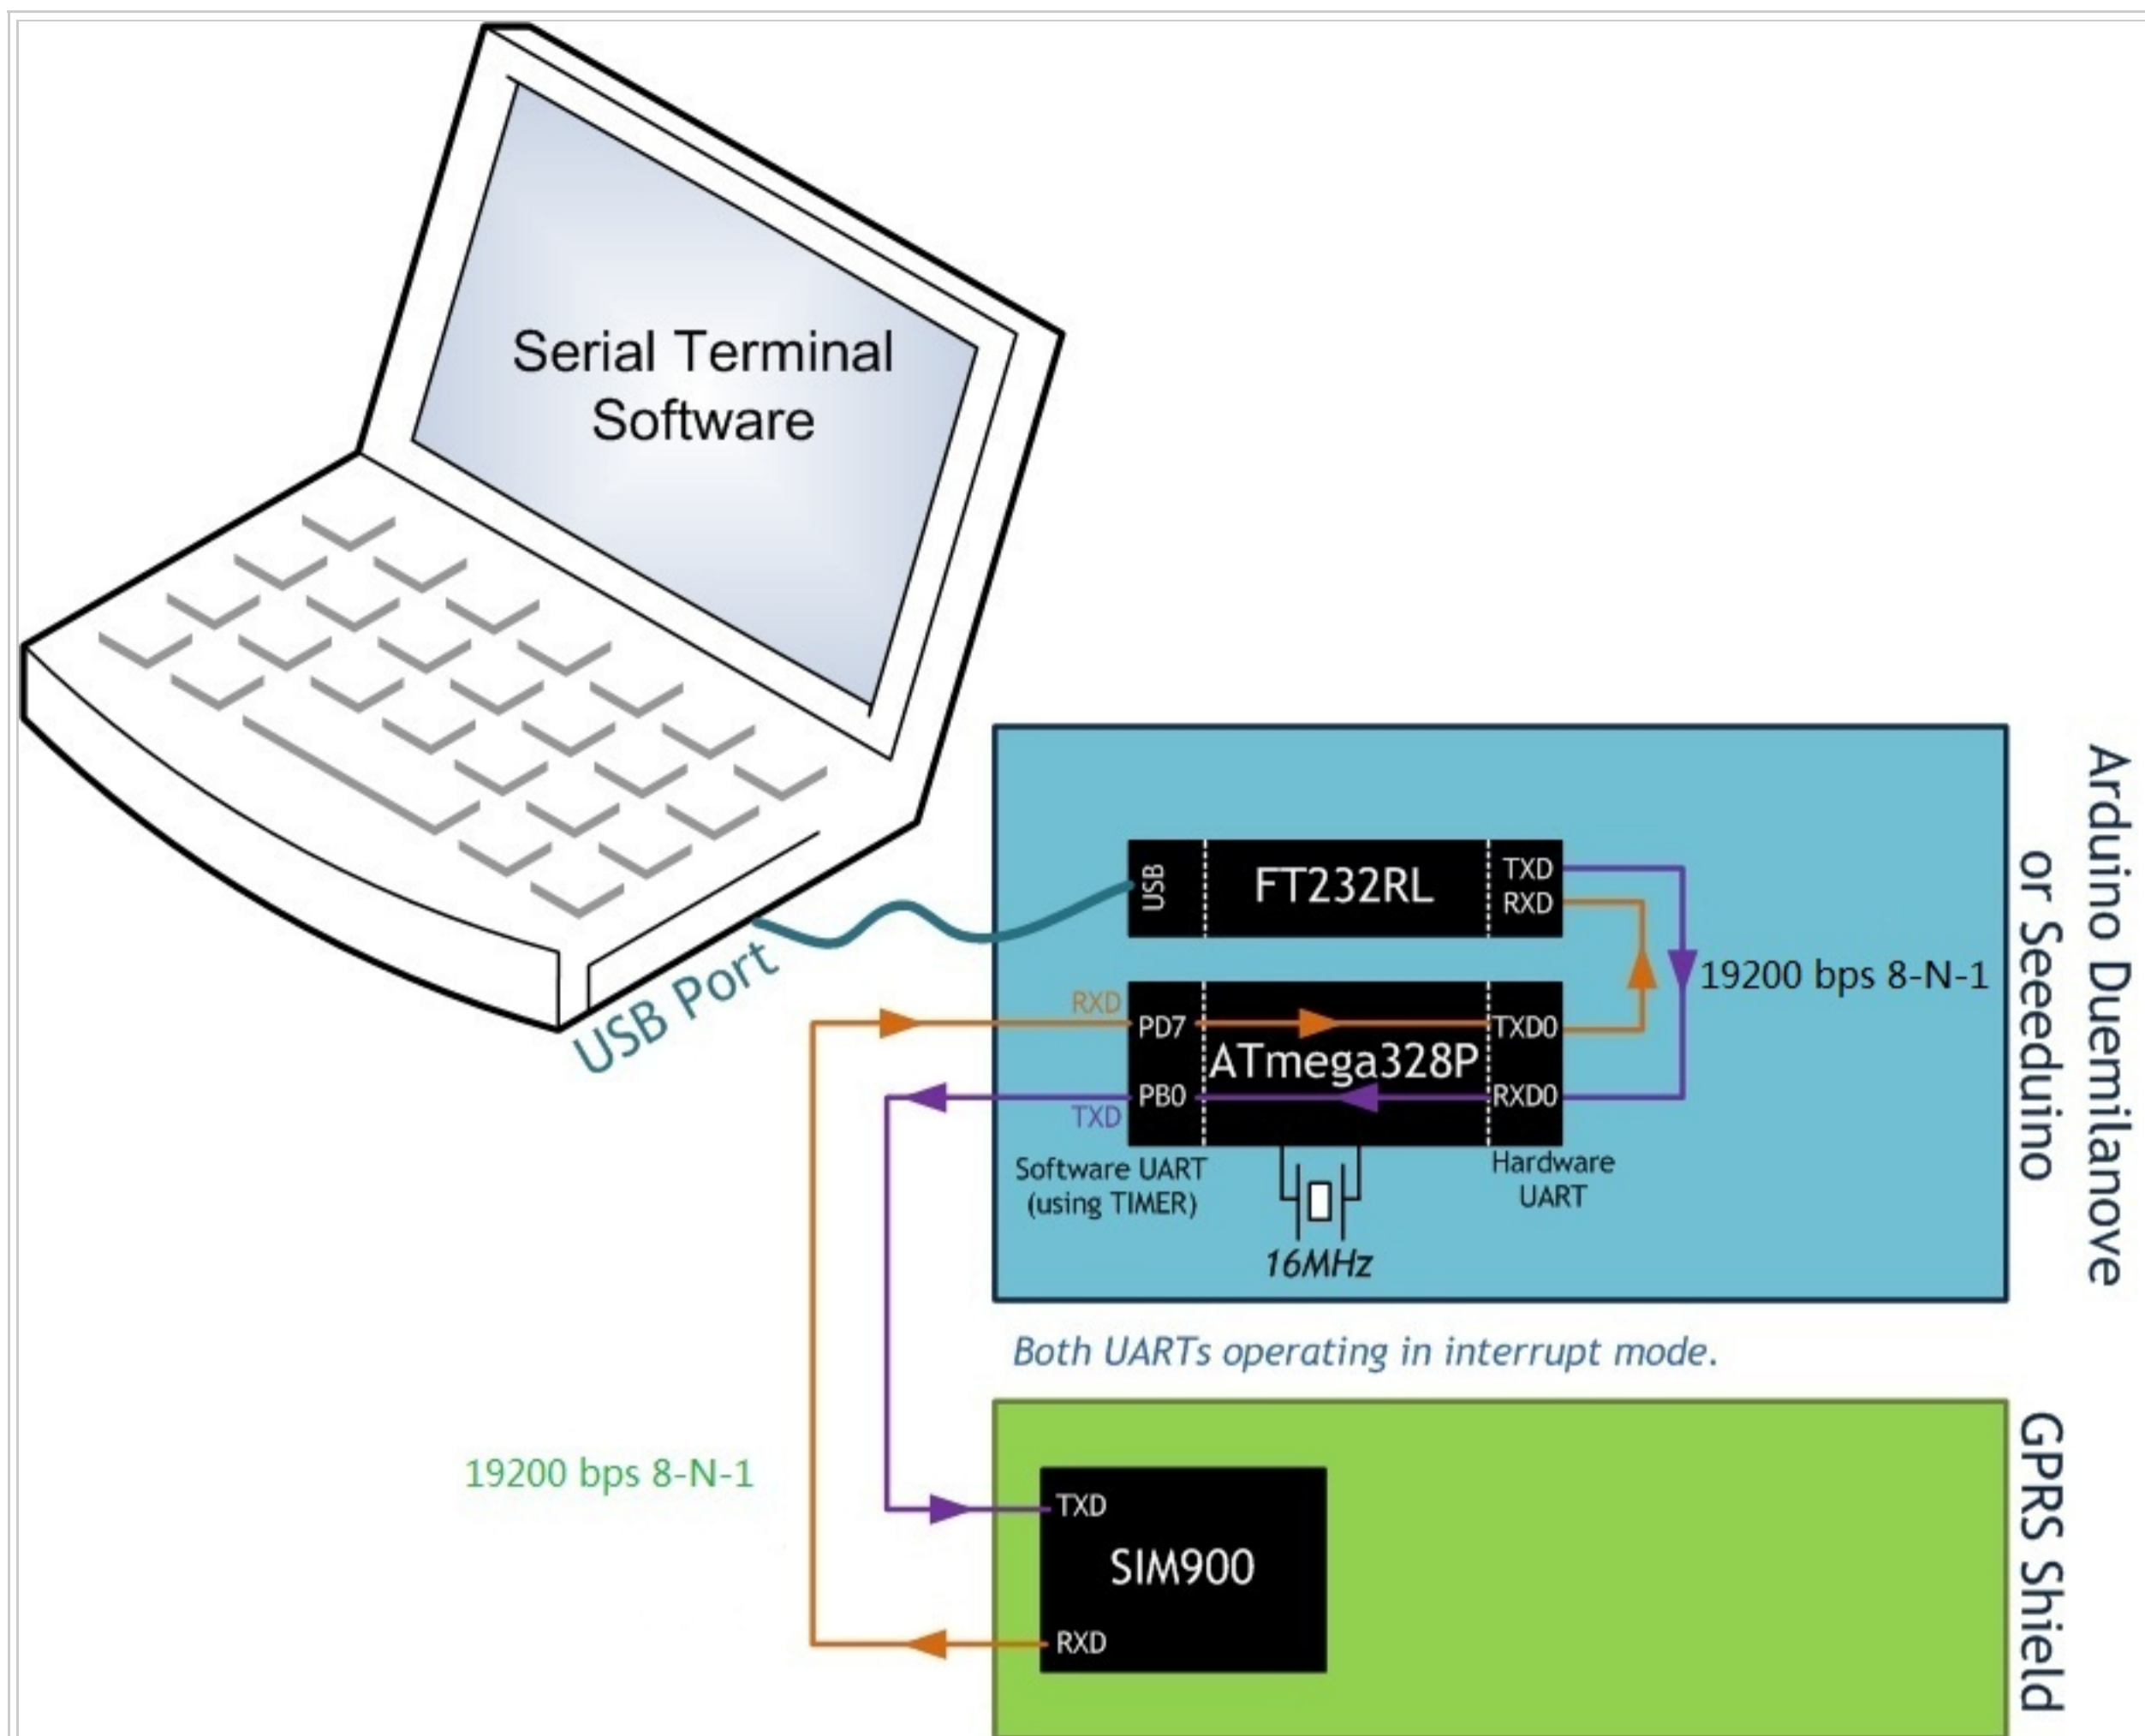 Serial Terminal
Software
USB Port
USB
FT232RL
TXD
RXD
19200 bps 8-N-1
RXD
PD7
TXD0
ATmega328P
PB0
RXD0
TXD
Software UART
(using TIMER)
Hardware
UART
16MHz
Arduino Duemilanove
or Seeeduino
Both UARTs operating in interrupt mode.
19200 bps 8-N-1
TXD
SIM900
RXD
GPRS Shield